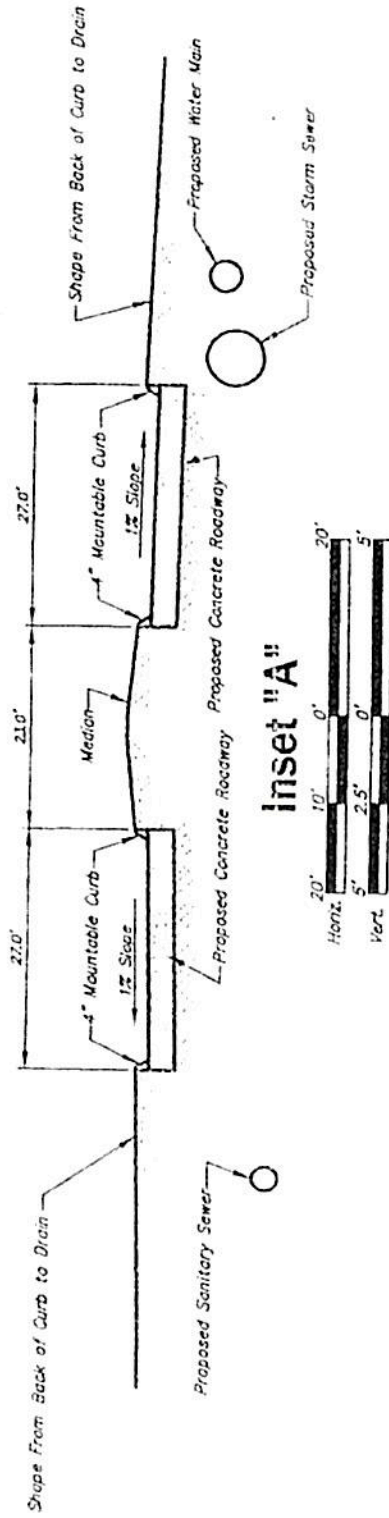 Shape From Back of Curb to Drain
27.0'
21.0'
27.0'
4" Mountable Curb
1% Slope
Median
4" Mountable Curb
1% Slope
Shape From Back of Curb to Drain
Proposed Sanitary Sewer
Proposed Concrete Roadway
Proposed Concrete Roadway
Proposed Water Main
Proposed Storm Sewer
Inset "A"
20' 10' 0' 20'
Horiz.
5' 2.5' 0' 5'
Vert.